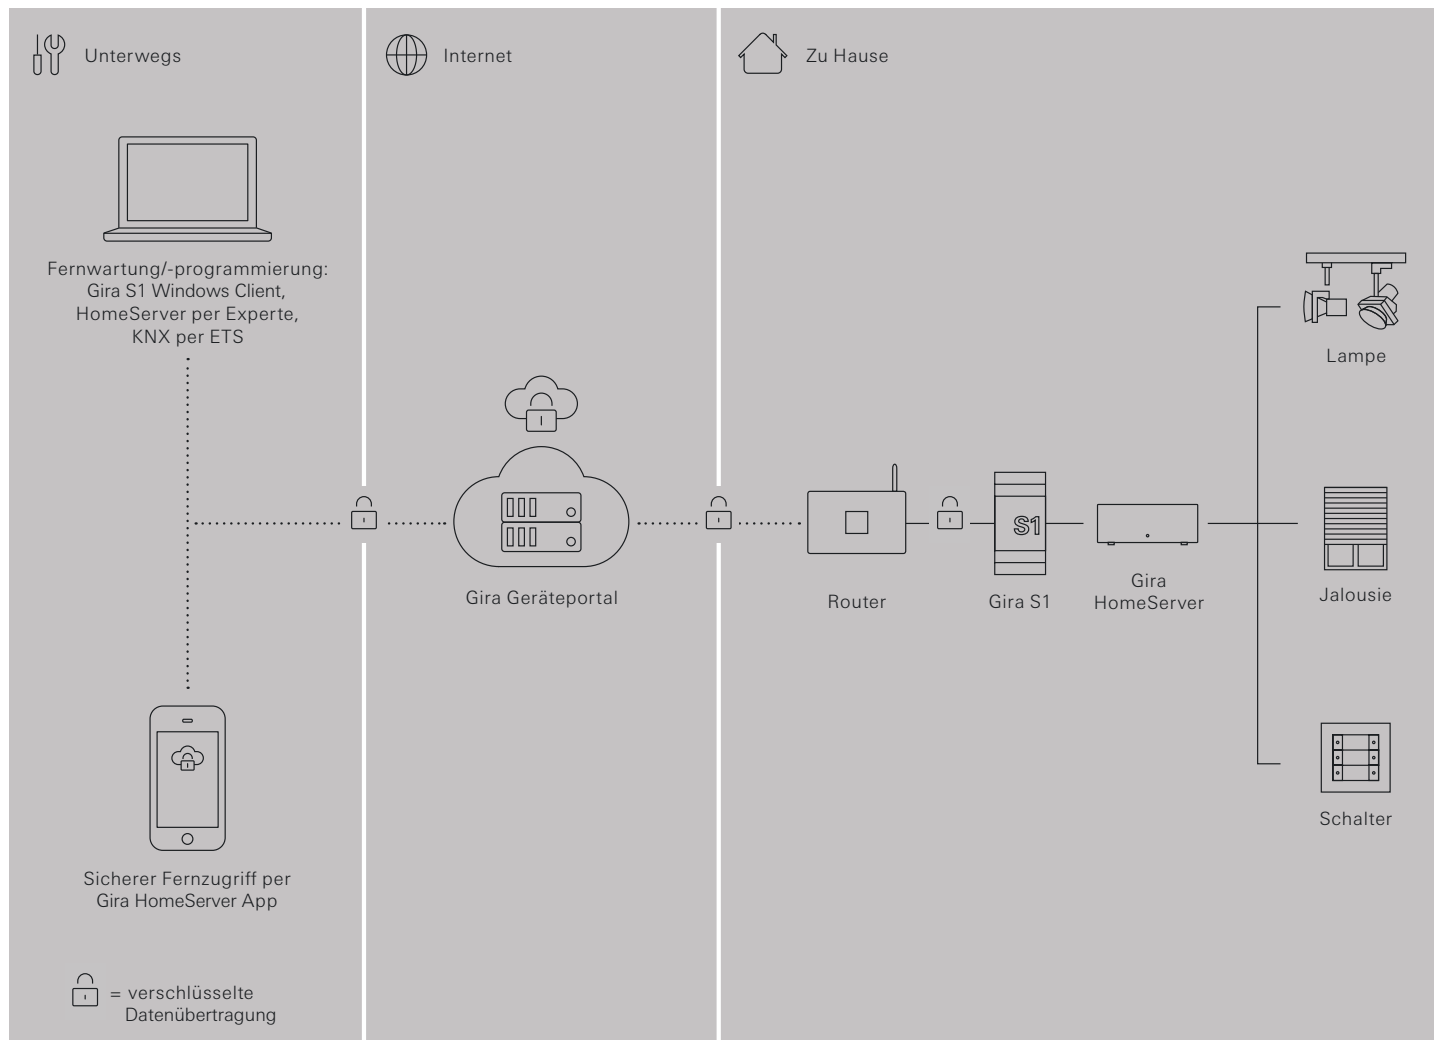 Unterwegs
Internet
Zu Hause
Fernwartung/-programmierung:
Gira S1 Windows Client,
HomeServer per Experte,
KNX per ETS
Lampe
S1
Gira Geräteportal
Router
Gira S1
Gira
HomeServer
Jalousie
Schalter
Sicherer Fernzugriff per
Gira HomeServer App
= verschlüsselte
Datenübertragung